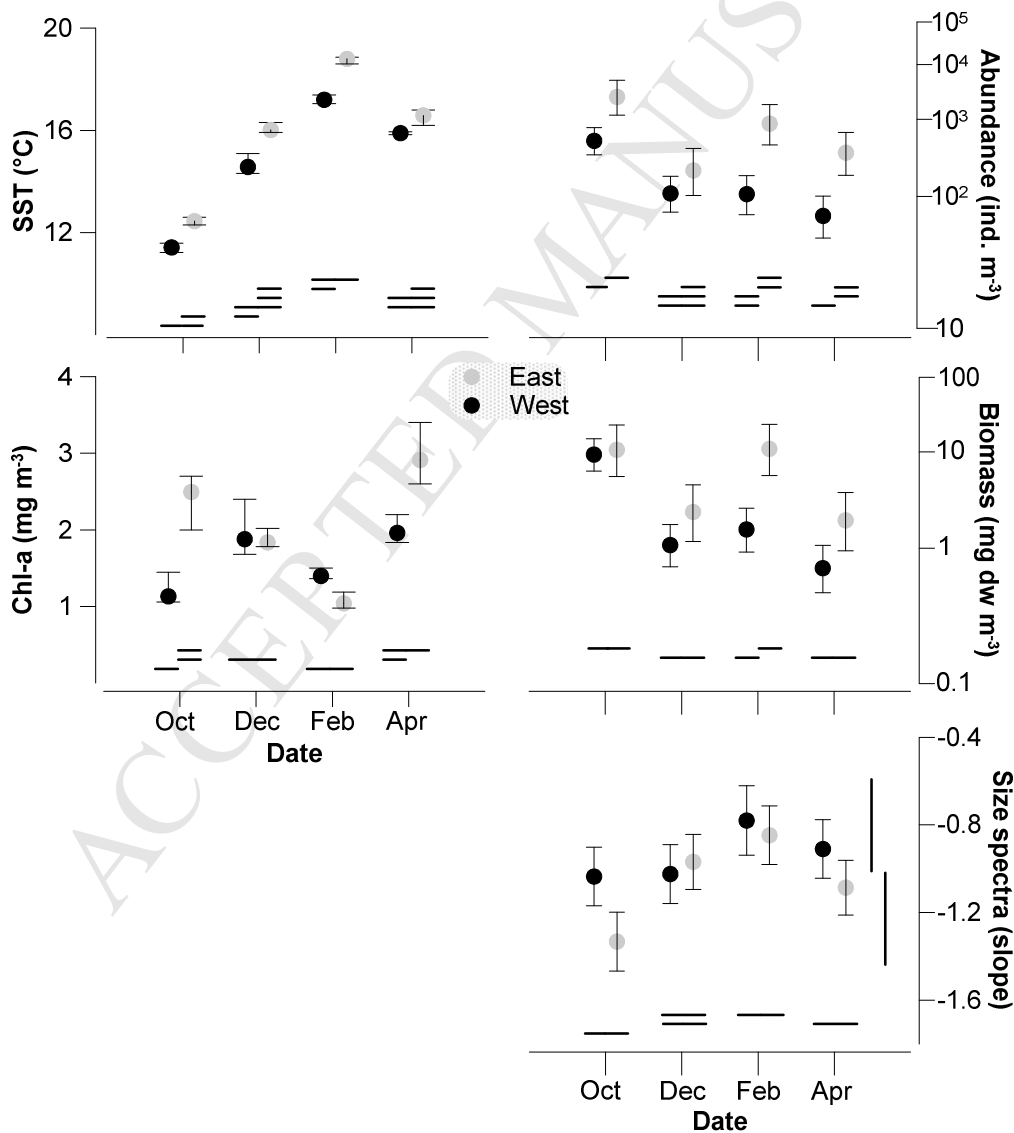 20
16
12
SST (°C)
10⁵
10⁴
10³
10²
10
Abundance (ind. m⁻³)
East
West
4
3
2
1
Chl-a (mg m⁻³)
Oct Dec Feb Apr
Date
100
10
1
0.1
Biomass (mg dw m⁻³)
-0.4
-0.8
-1.2
-1.6
Size spectra (slope)
Oct Dec Feb Apr
Date
ACCEPTED MANUS